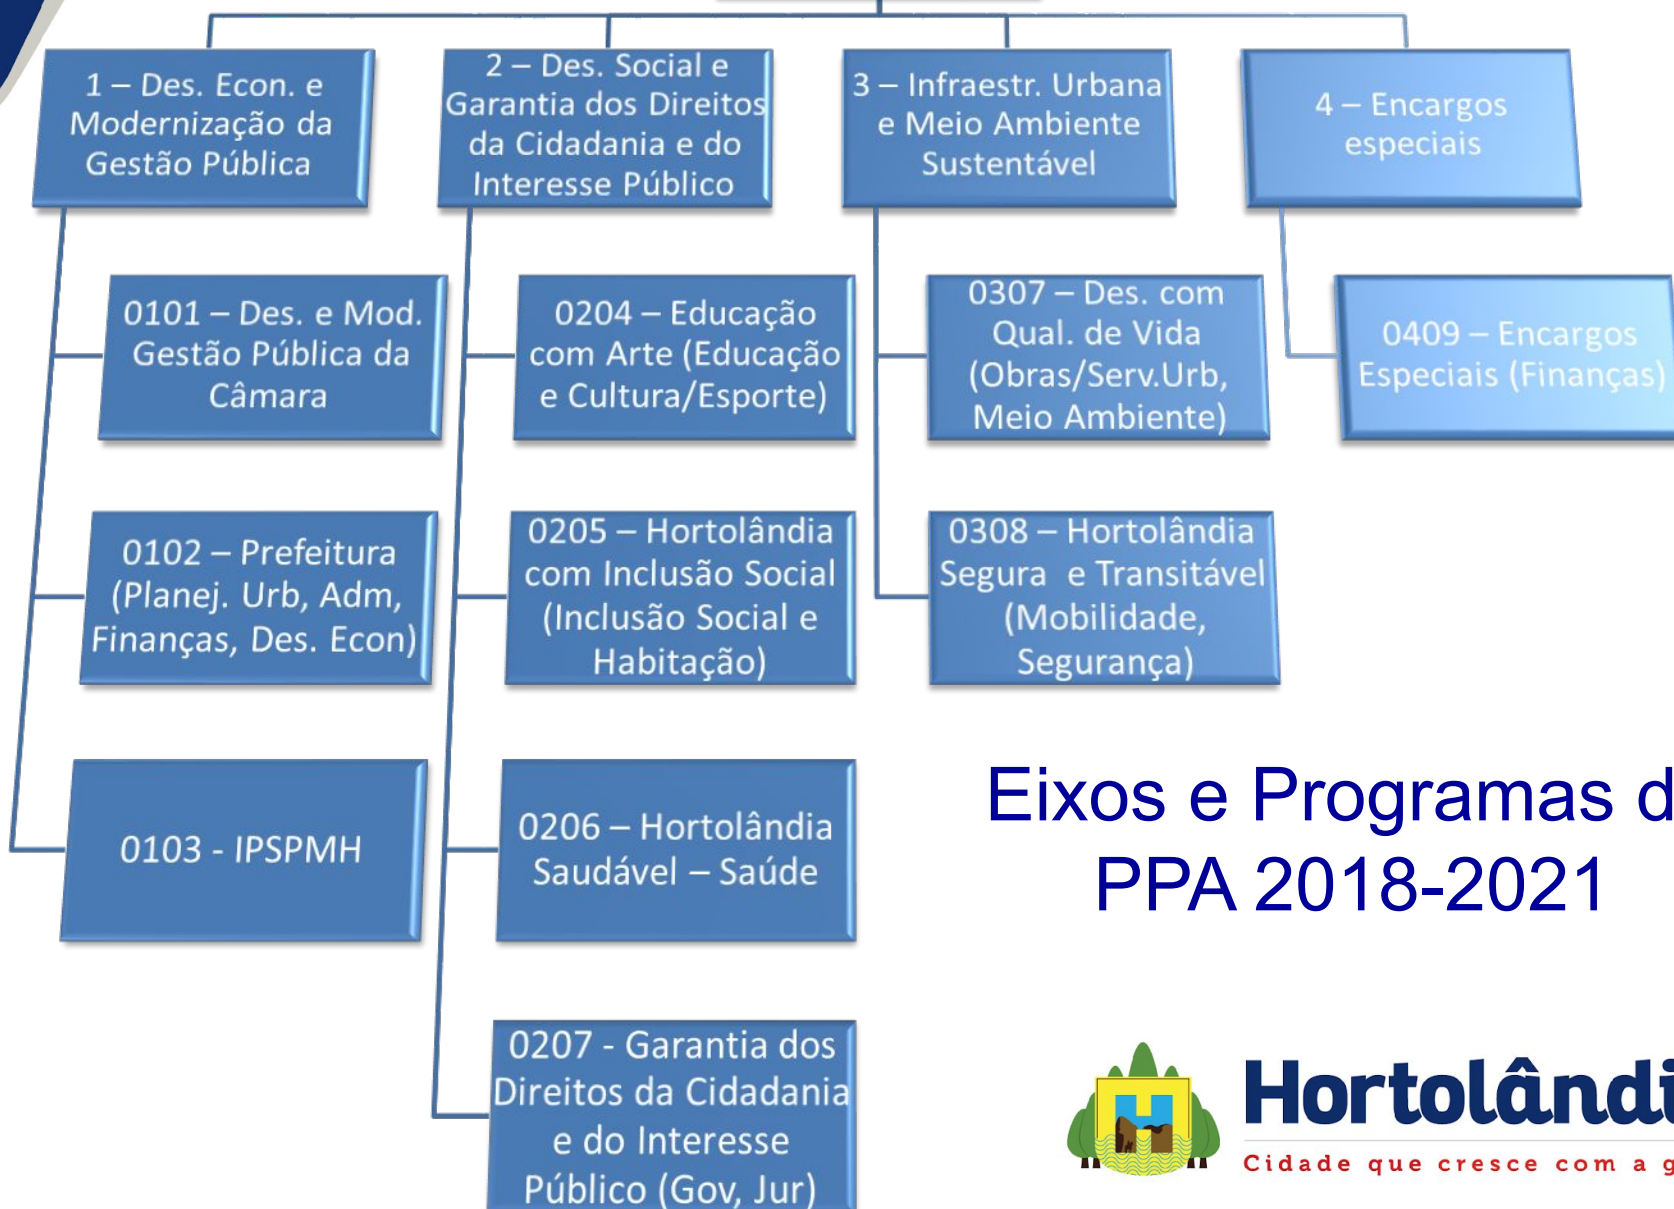 1 – Des. Econ. e
Modernização da
Gestão Pública
2 – Des. Social e
Garantia dos Direitos
da Cidadania e do
Interesse Público
3 – Infraestr. Urbana
e Meio Ambiente
Sustentável
4 – Encargos
especiais
0101 – Des. e Mod.
Gestão Pública da
Câmara
0204 – Educação
com Arte (Educação
e Cultura/Esporte)
0307 – Des. com
Qual. de Vida
(Obras/Serv.Urb,
Meio Ambiente)
0409 – Encargos
Especiais (Finanças)
0102 – Prefeitura
(Planej. Urb, Adm,
Finanças, Des. Econ)
0205 – Hortolândia
com Inclusão Social
(Inclusão Social e
Habitação)
0308 – Hortolândia
Segura e Transitável
(Mobilidade,
Segurança)
0103 - IPSPMH
0206 – Hortolândia
Saudável – Saúde
0207 - Garantia dos
Direitos da Cidadania
e do Interesse
Público (Gov, Jur)
Eixos e Programas d
PPA 2018-2021
Hortolândi
Cidade que cresce com a g